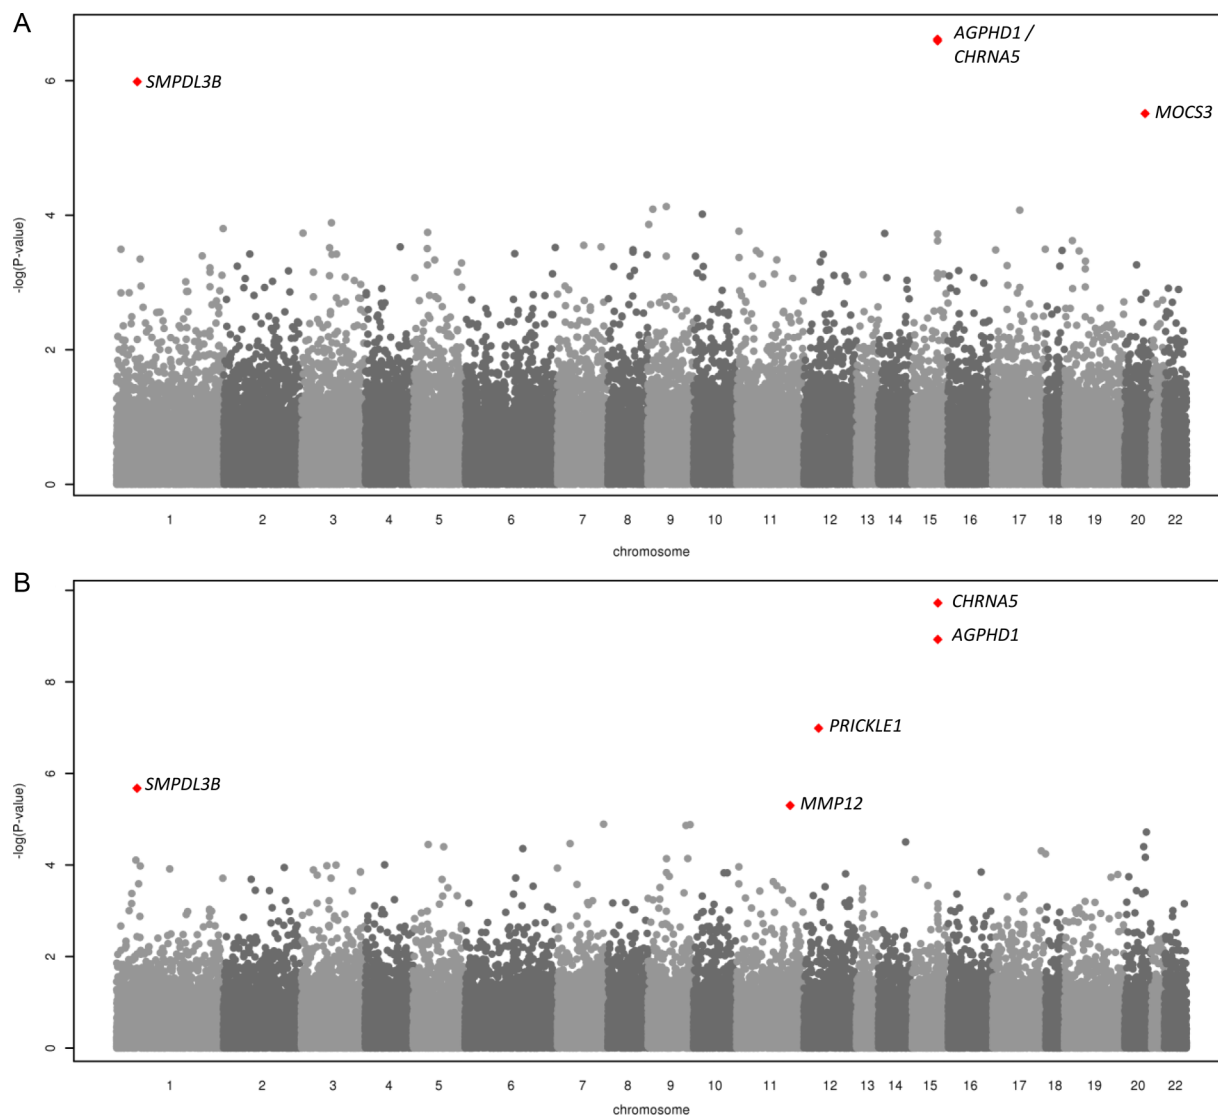 A
AGPHD1 /
CHRNA5
SMPDL3B
MOCS3
6
4
2
0
-log(P-value)
1 2 3 4 5 6 7 8 9 10 11 12 13 14 15 16 17 18 19 20 22
chromosome
B
CHRNA5
AGPHD1
PRICKLE1
SMPDL3B
MMP12
8
6
4
2
0
-log(P-value)
1 2 3 4 5 6 7 8 9 10 11 12 13 14 15 16 17 18 19 20 22
chromosome